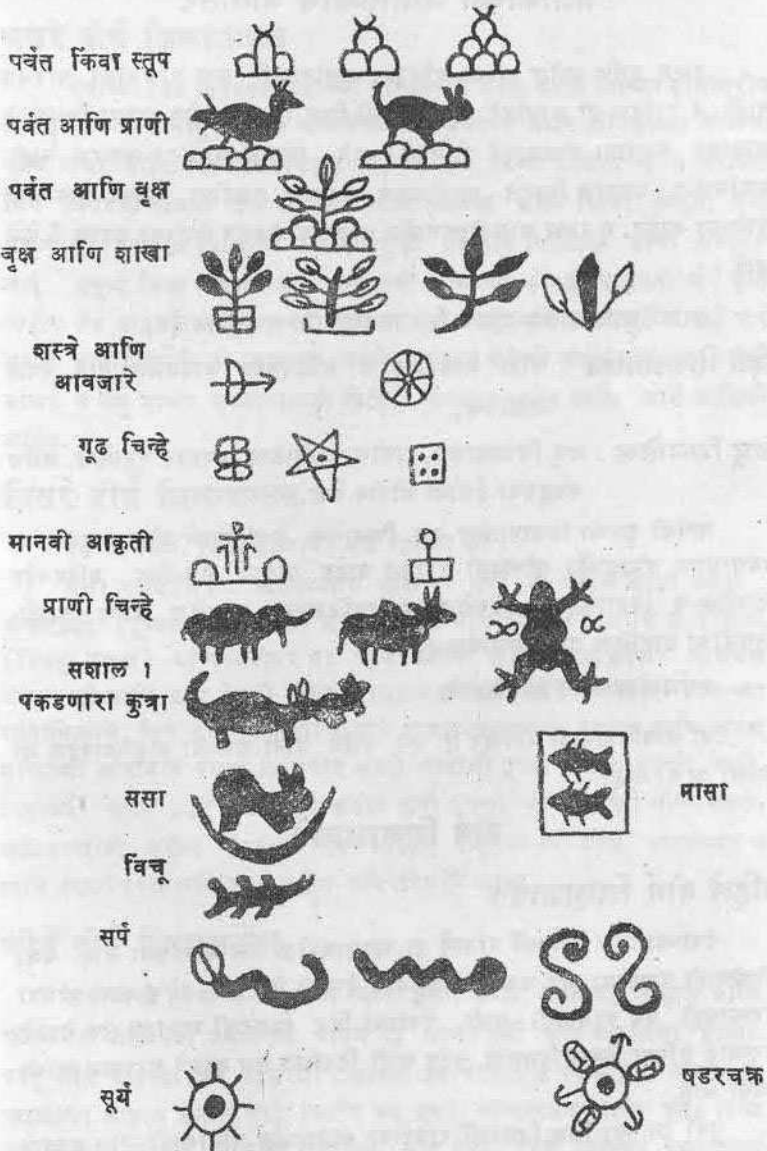 पर्वत किंवा स्तूप
पर्वत आणि प्राणी
पर्वत आणि वृक्ष
वृक्ष आणि शाखा
शस्त्रे आणि
आवजारे
गूढ चिन्हे
मानवी आकृती
प्राणी चिन्हे
सशाला
पकडणारा कुत्रा
ससा
मासा
विंचू
सर्प
सूर्य
षडरचक्र